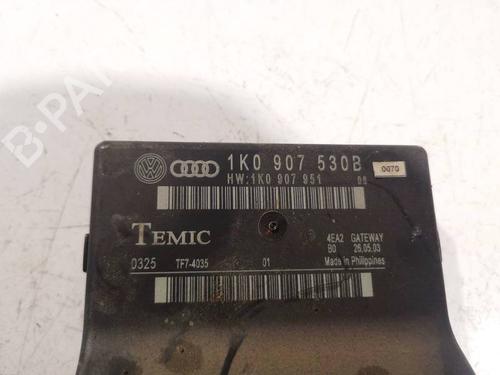 B-PARTS
1K0 907 530B
0070
HW:1K0 907 951
TEMIC
4EA2 GATEWAY
B0 26.05.03
0325 TF7-4035 01 Made in Philippines